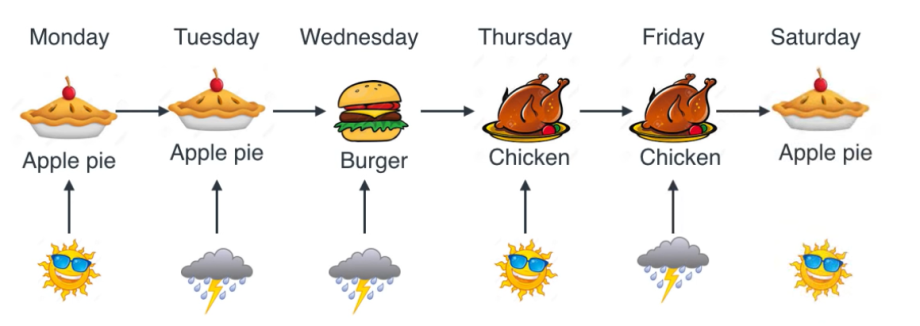 Monday
Tuesday
Wednesday
Thursday
Friday
Saturday
Apple pie
Apple pie
Burger
Chicken
Chicken
Apple pie